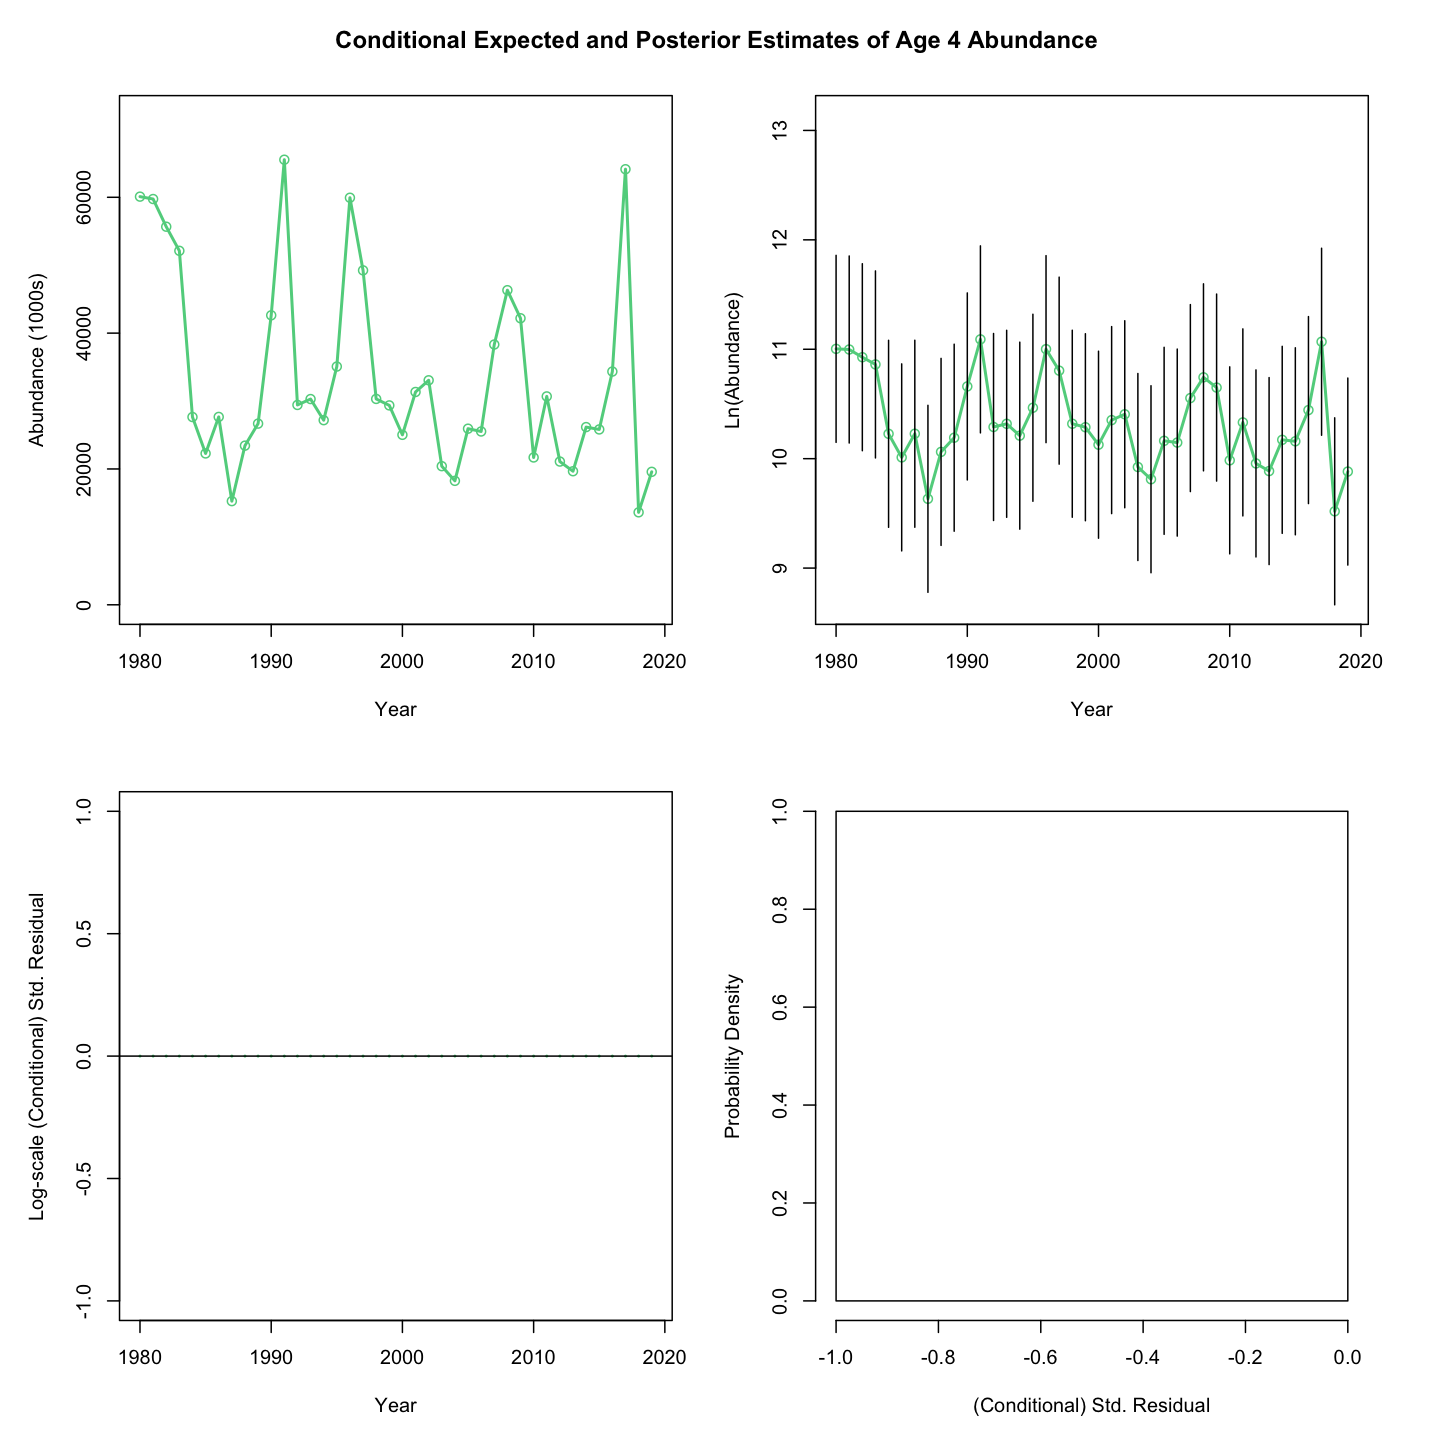 Conditional Expected and Posterior Estimates of Age 4 Abundance
Abundance (1000s)
60000
40000
20000
0
1980 1990 2000 2010 2020
Year
Ln(Abundance)
13
12
11
10
9
1980 1990 2000 2010 2020
Year
Log-scale (Conditional) Std. Residual
1.0
0.5
0.0
-0.5
-1.0
1980 1990 2000 2010 2020
Year
Probability Density
1.0
0.8
0.6
0.4
0.2
0.0
-1.0 -0.8 -0.6 -0.4 -0.2 0.0
(Conditional) Std. Residual